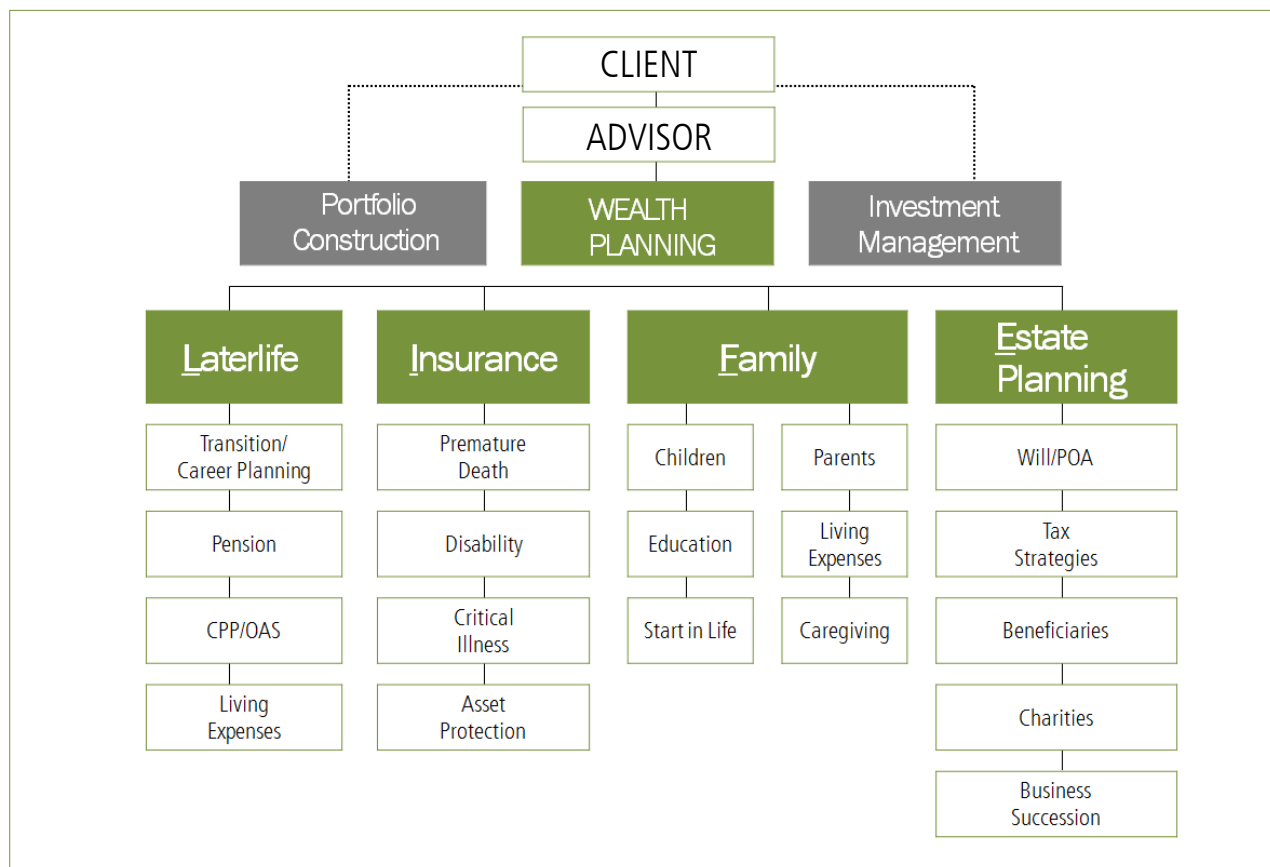 CLIENT
ADVISOR
Portfolio
Construction
WEALTH
PLANNING
Investment
Management
Laterlife
Insurance
Family
Estate
Planning
Transition/
Career Planning
Pension
CPP/OAS
Living
Expenses
Premature
Death
Disability
Critical
Illness
Asset
Protection
Children
Education
Start in Life
Parents
Living
Expenses
Caregiving
Will/POA
Tax
Strategies
Beneficiaries
Charities
Business
Succession